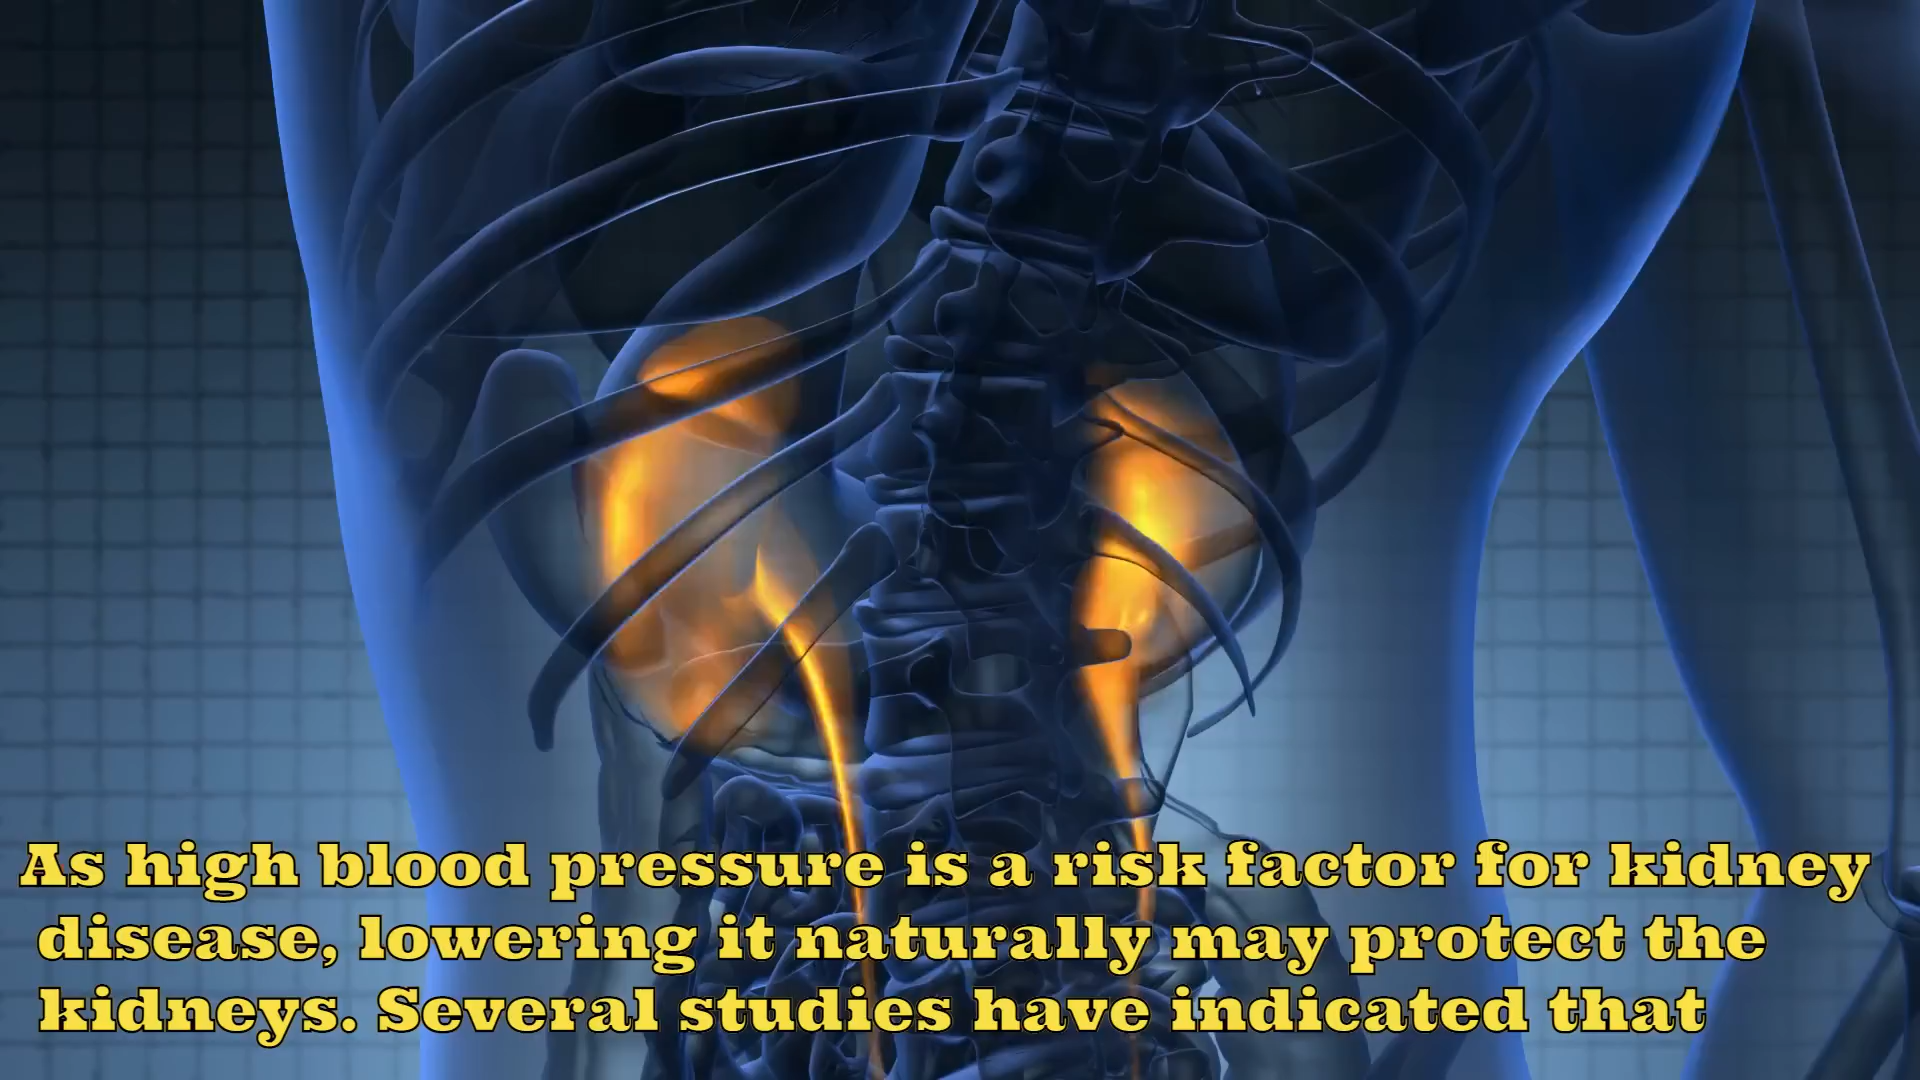 As high blood pressure is a risk factor for kidney
disease, lowering it naturally may protect the
kidneys. Several studies have indicated that